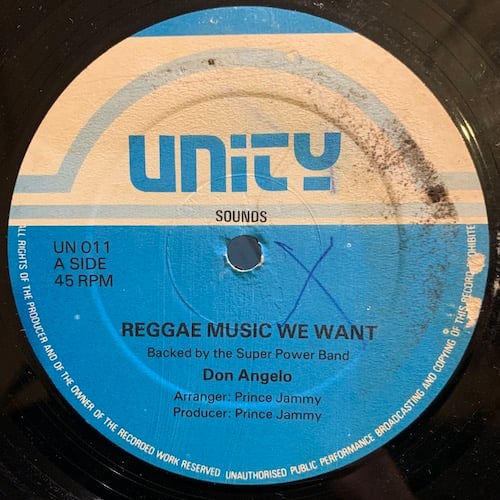 UNiTY
SOUNDS
UN 011
A SIDE
45 RPM
REGGAE MUSIC WE WANT
Backed by the Super Power Band
Don Angelo
Arranger: Prince Jammy
Producer: Prince Jammy
ALL RIGHTS OF THE PRODUCER AND OF THE OWNER OF THE RECORDED WORK RESERVED UNAUTHORISED PUBLIC PERFORMANCE BROADCASTING AND COPYING OF THIS RECORD PROHIBITE
X